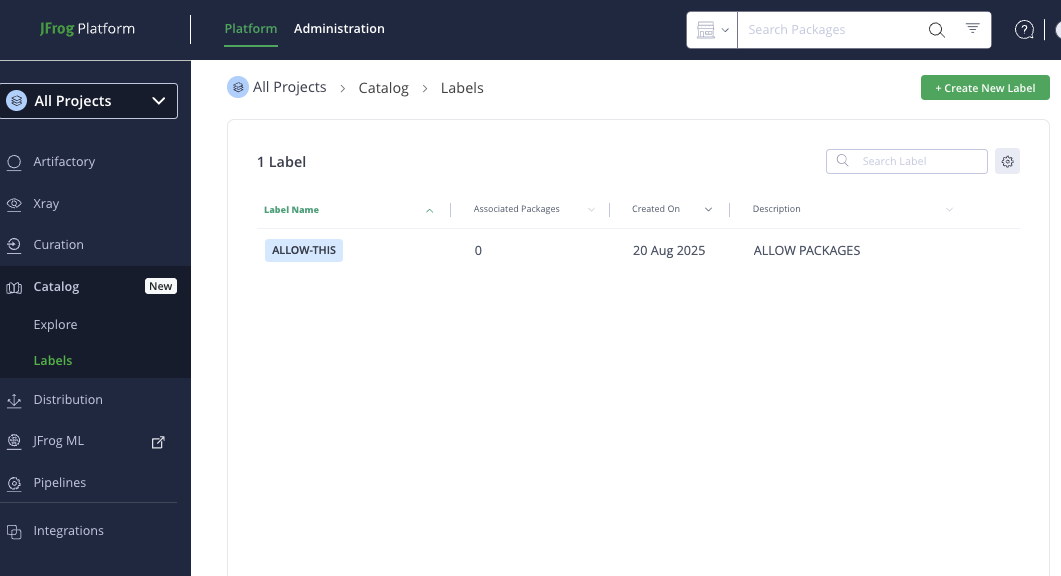 JFrog Platform
Platform
Administration
Search Packages
All Projects
Artifactory
Xray
Curation
Catalog
New
Explore
Labels
Distribution
JFrog ML
Pipelines
Integrations
All Projects > Catalog > Labels
+ Create New Label
1 Label
Search Label
Label Name
Associated Packages
Created On
Description
ALLOW-THIS
0
20 Aug 2025
ALLOW PACKAGES